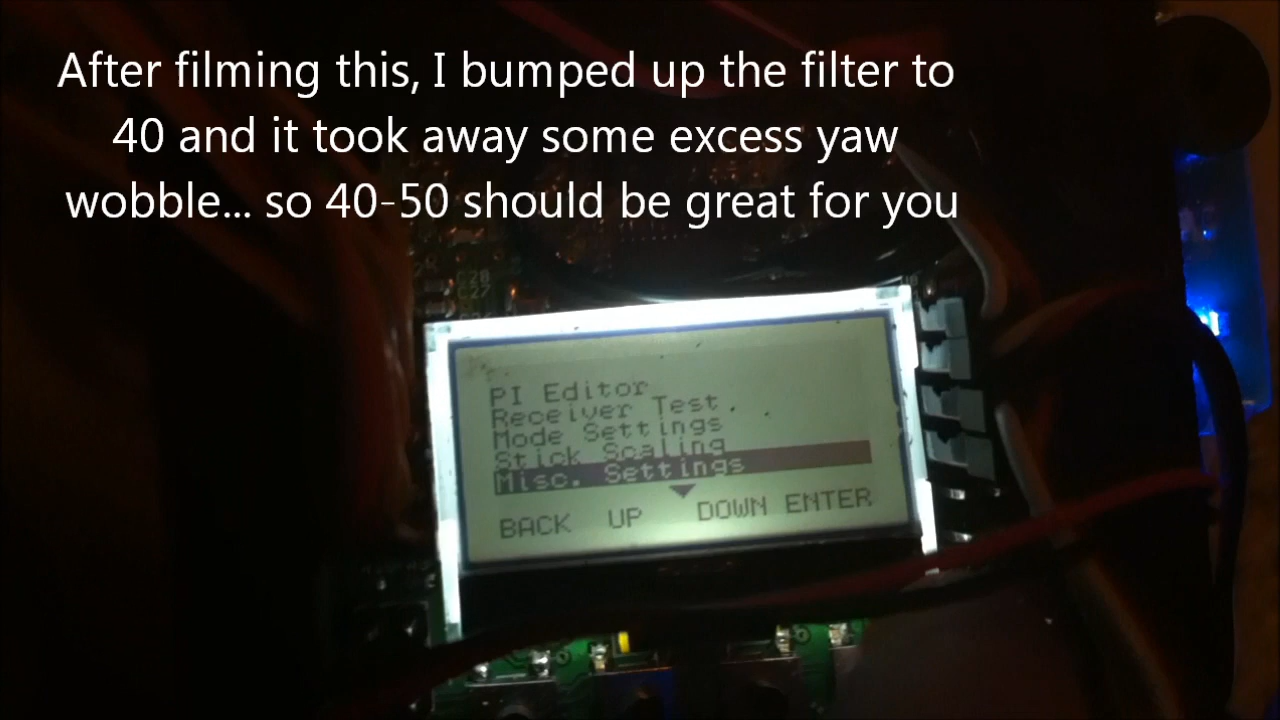 After filming this, I bumped up the filter to
40 and it took away some excess yaw
wobble... so 40-50 should be great for you
C28
C27
PI Editor
Receiver Test
Mode Settings
Stick Scaling
Misc. Settings
BACK UP DOWN ENTER